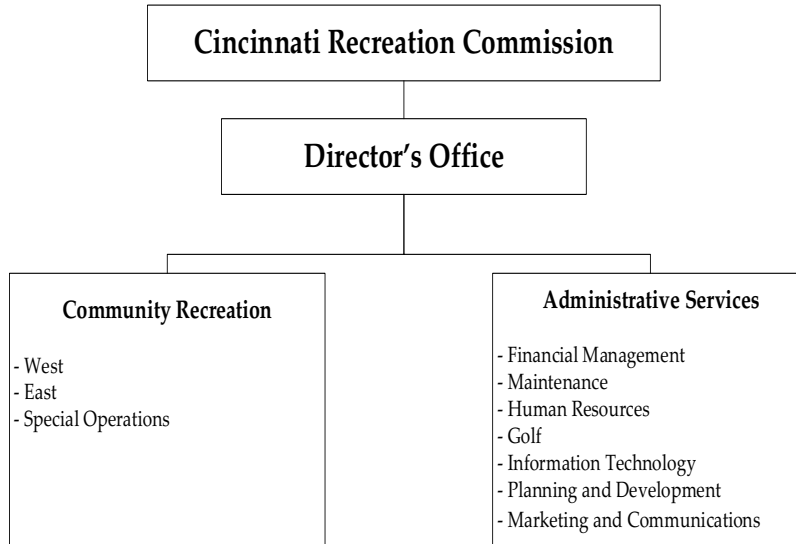 Cincinnati Recreation Commission
Director’s Office
Community Recreation
- West
- East
- Special Operations
Administrative Services
- Financial Management
- Maintenance
- Human Resources
- Golf
- Information Technology
- Planning and Development
- Marketing and Communications